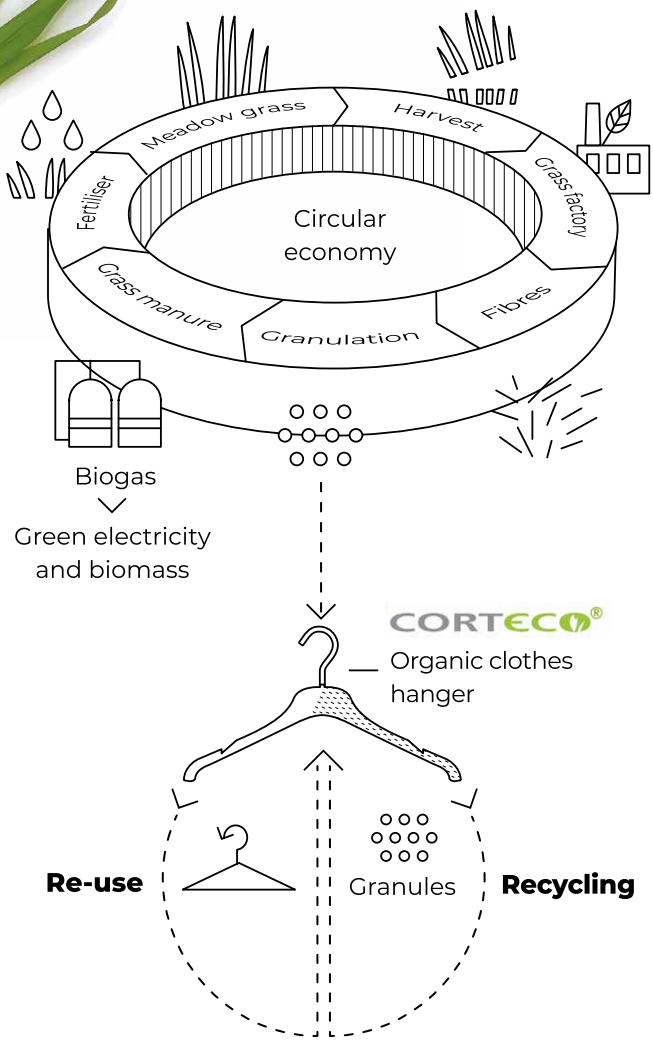 Meadow grass
Harvest
Grass factory
Fertiliser
Circular
economy
Grass manure
Granulation
Fibres
Biogas
Green electricity
and biomass
CORTECO®
Organic clothes
hanger
Re-use
Granules
Recycling